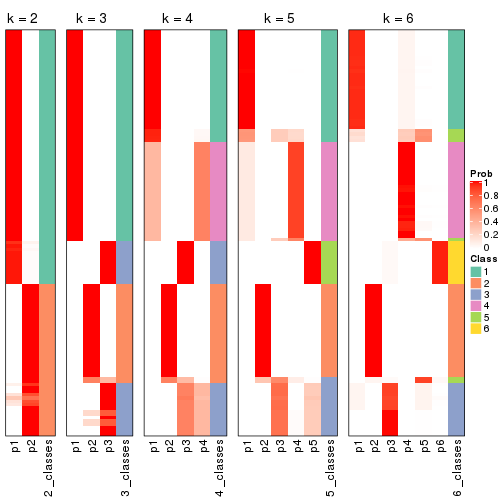 k = 2
k = 3
k = 4
k = 5
k = 6
Prob
1
0.8
0.6
0.4
0.2
0
Class
1
2
3
4
5
6
p1
p2
2_classes
p1
p2
p3
3_classes
p1
p2
p3
p4
4_classes
p1
p2
p3
p4
p5
5_classes
p1
p2
p3
p4
p5
p6
6_classes